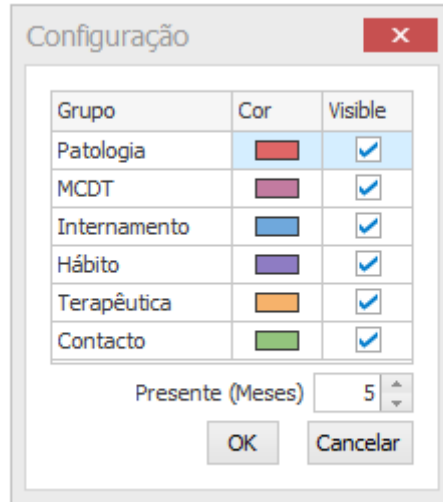 Configuração
Grupo Cor Visible
Patologia
MCDT
Internamento
Hábito
Terapêutica
Contacto
Presente (Meses) 5
OK Cancelar